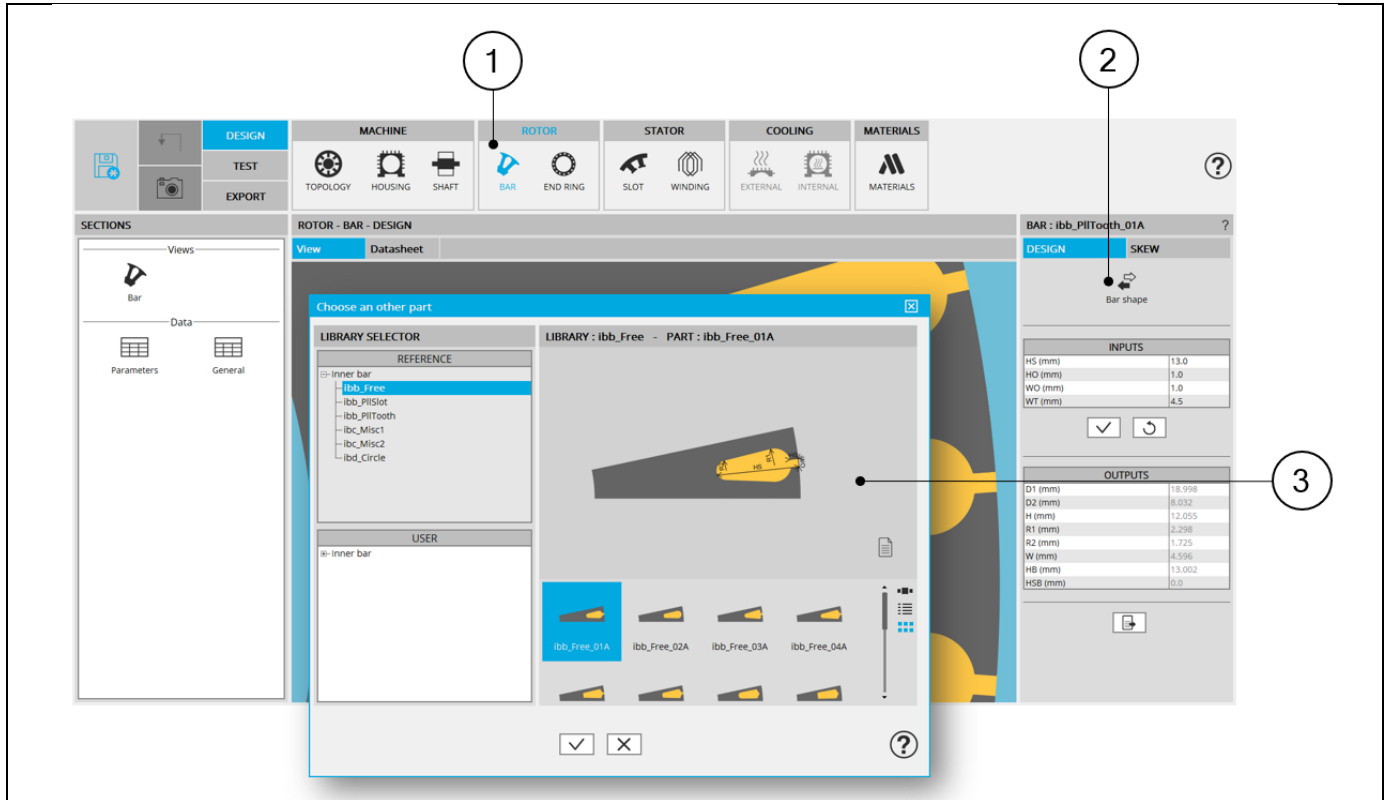 1
2
DESIGN
TEST
EXPORT
MACHINE
TOPOLOGY HOUSING SHAFT
ROTOR
BAR END RING
STATOR
SLOT WINDING
COOLING
EXTERNAL INTERNAL
MATERIALS
MATERIALS
?
SECTIONS
Views
Bar
Data
Parameters General
ROTOR - BAR - DESIGN
View Datasheet
Choose an other part
LIBRARY SELECTOR
REFERENCE
Inner bar
ibb_Free
ibb_PllSlot
ibb_PllTooth
ibc_Misc1
ibc_Misc2
ibd_Circle
USER
Inner bar
LIBRARY : ibb_Free - PART : ibb_Free_01A
HS
ibb_Free_01A ibb_Free_02A ibb_Free_03A ibb_Free_04A
?
BAR : ibb_PllTooth_01A ?
DESIGN SKEW
Bar shape
INPUTS
HS (mm) 13.0
HO (mm) 1.0
WO (mm) 1.0
WT (mm) 4.5
OUTPUTS
D1 (mm) 18.998
D2 (mm) 8.032
H (mm) 12.055
R1 (mm) 2.298
R2 (mm) 1.725
W (mm) 4.596
HB (mm) 13.002
HSB (mm) 0.0
3